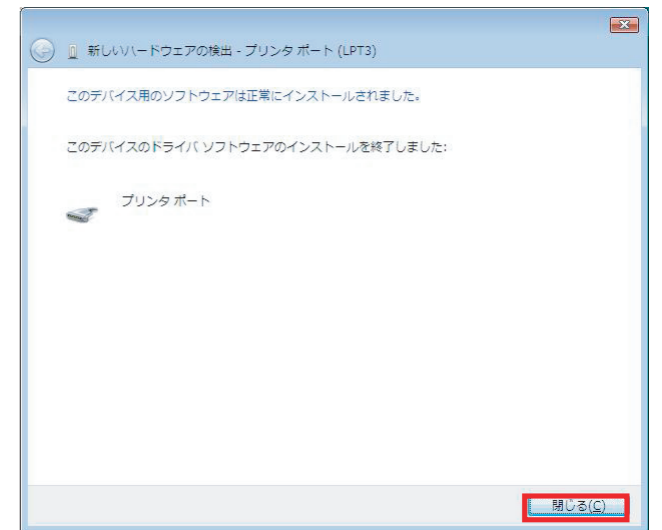 新しいハードウェアの検出 - プリンタ ポート (LPT3)
このデバイス用のソフトウェアは正常にインストールされました。
このデバイスのドライバ ソフトウェアのインストールを終了しました:
プリンタ ポート
閉じる(C)